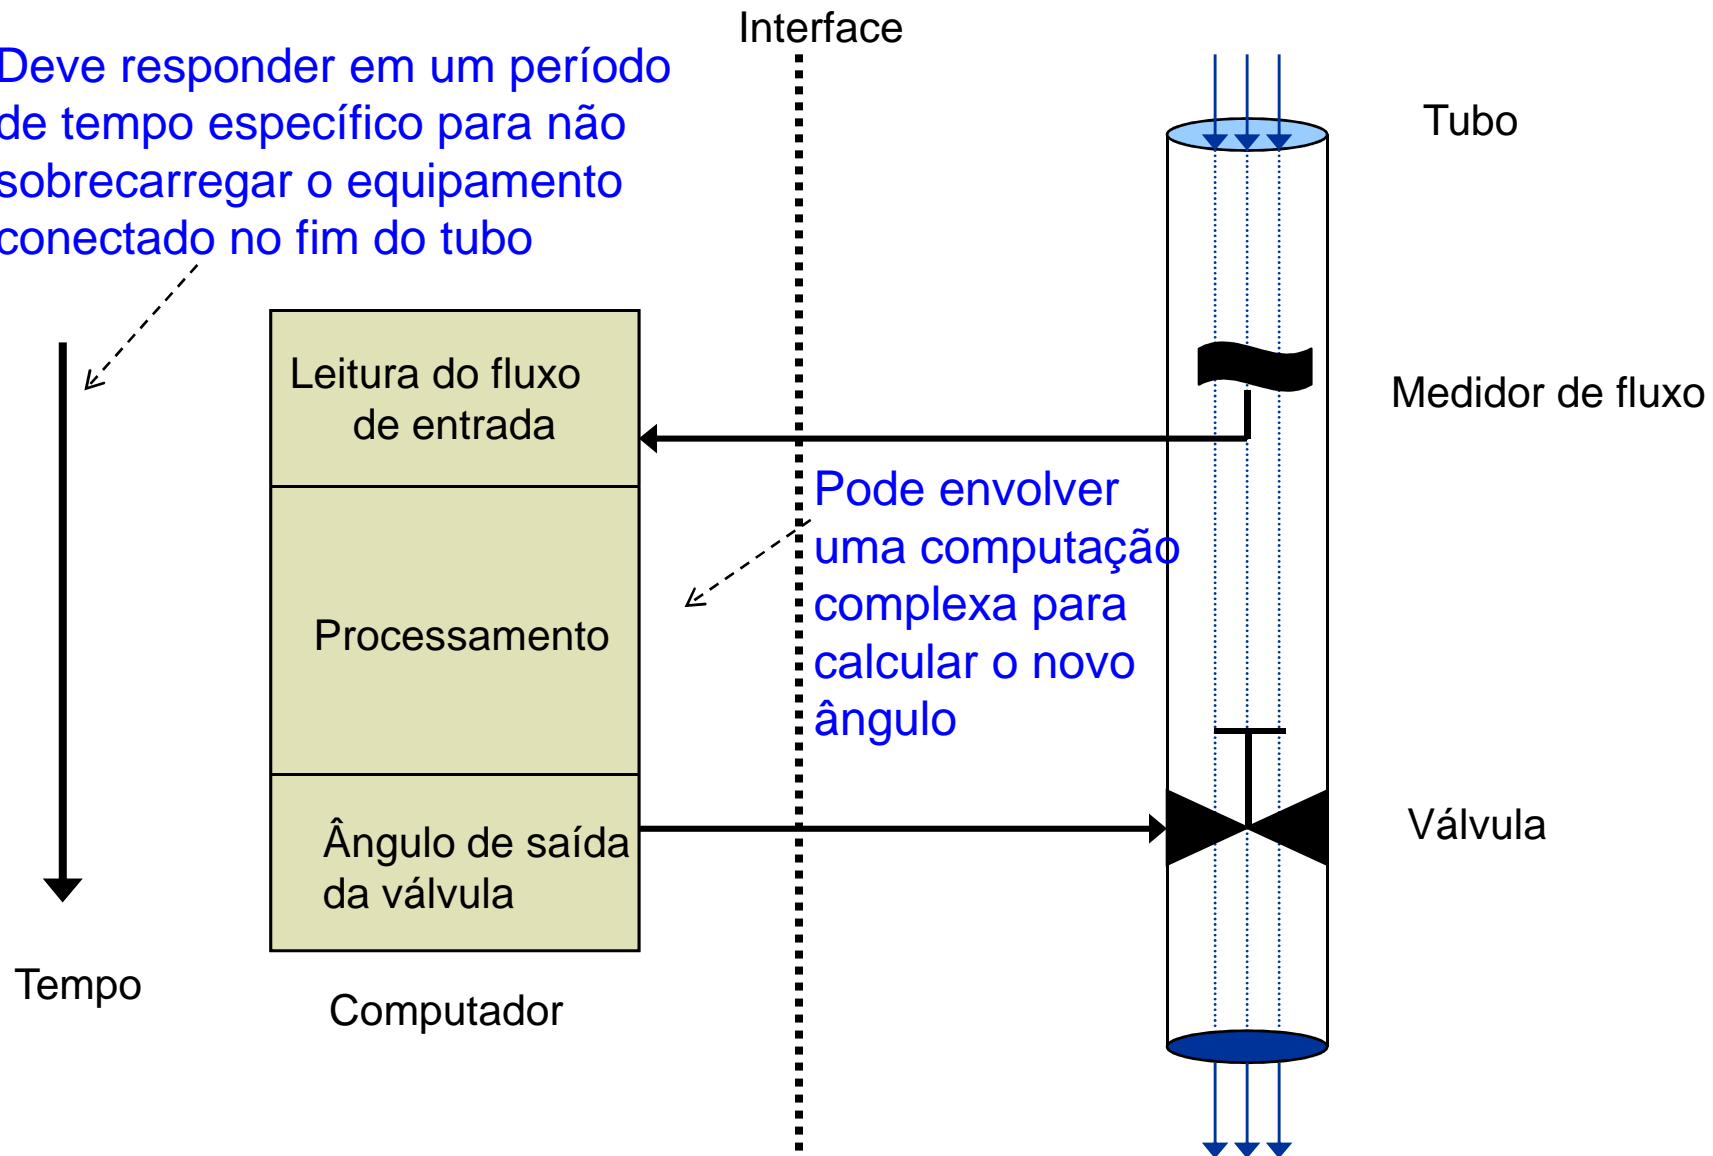 Interface
Deve responder em um período
de tempo específico para não
sobrecarregar o equipamento
conectado no fim do tubo
Tubo
Leitura do fluxo
de entrada
Medidor de fluxo
Pode envolver
uma computação
complexa para
calcular o novo
ângulo
Processamento
Ângulo de saída
da válvula
Válvula
Tempo
Computador